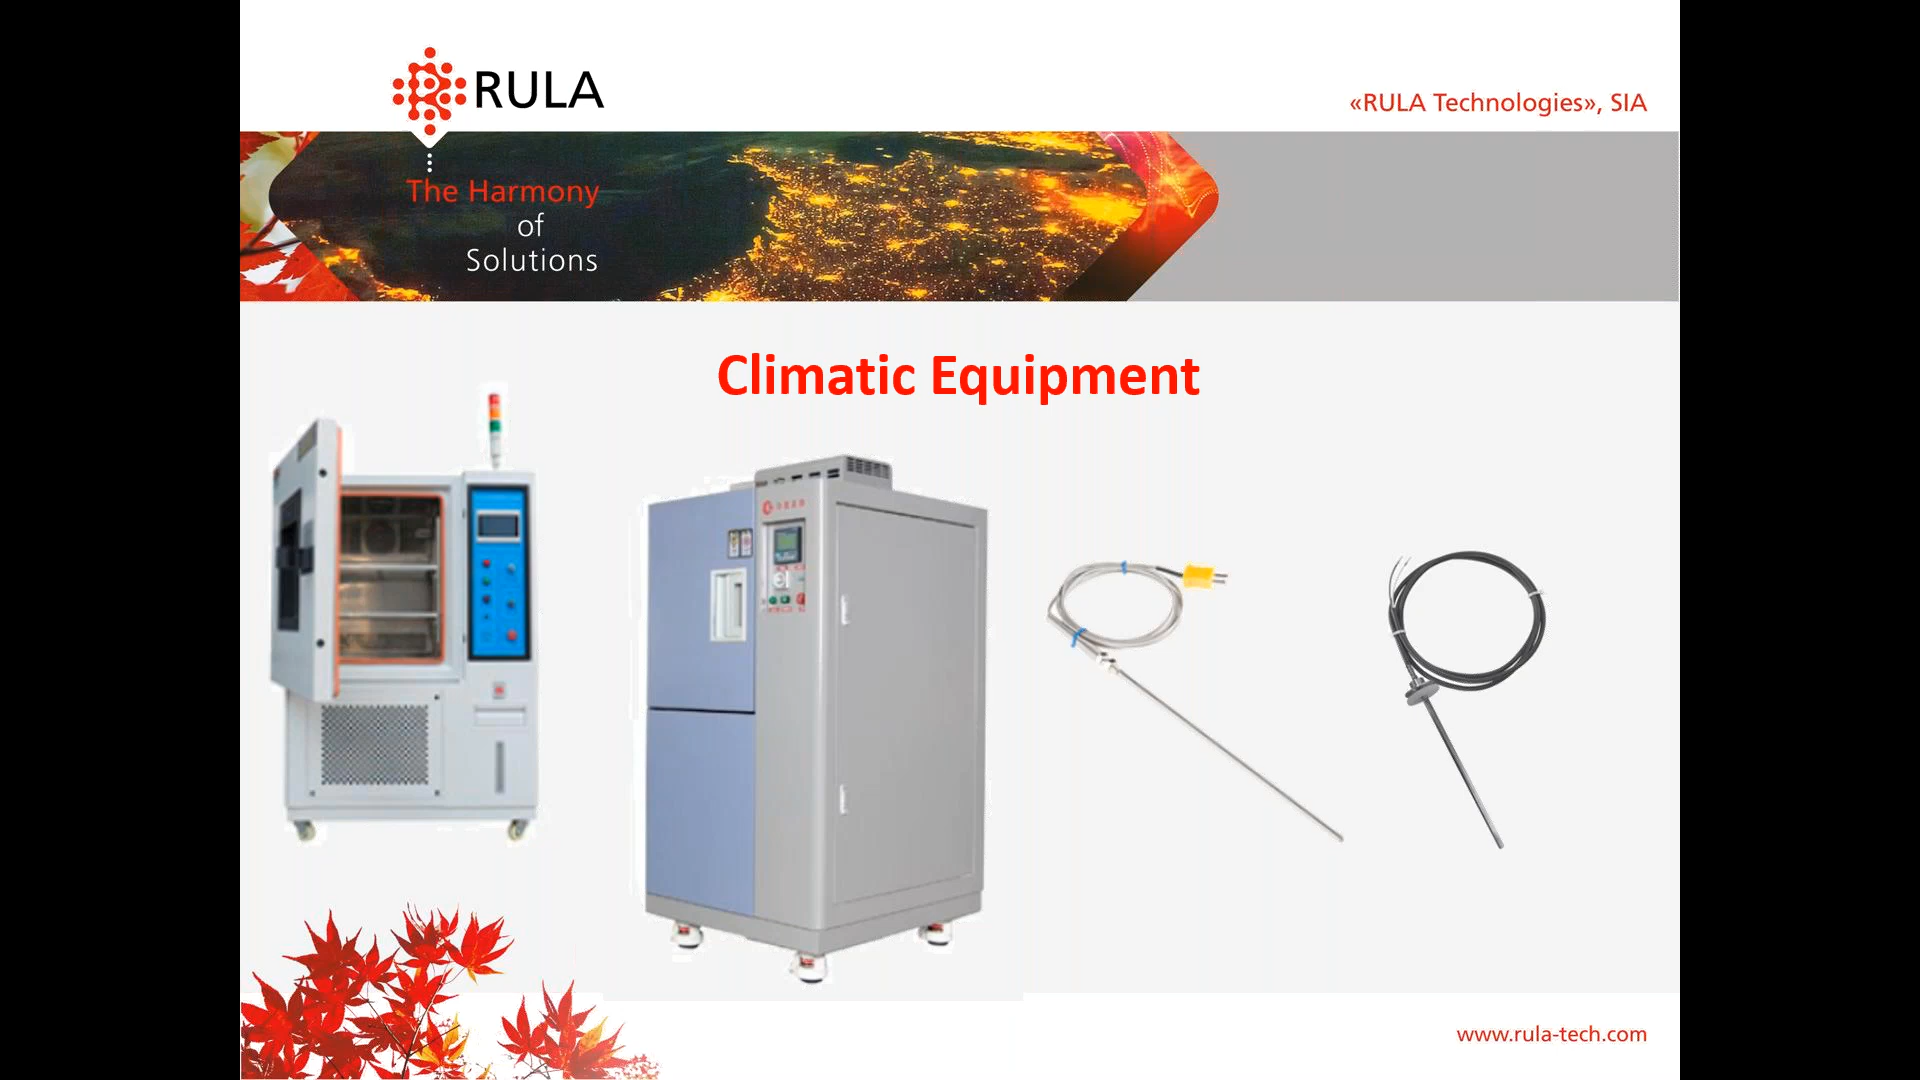 RULA
«RULA Technologies», SIA
The Harmony
of
Solutions
Climatic Equipment
www.rula-tech.com